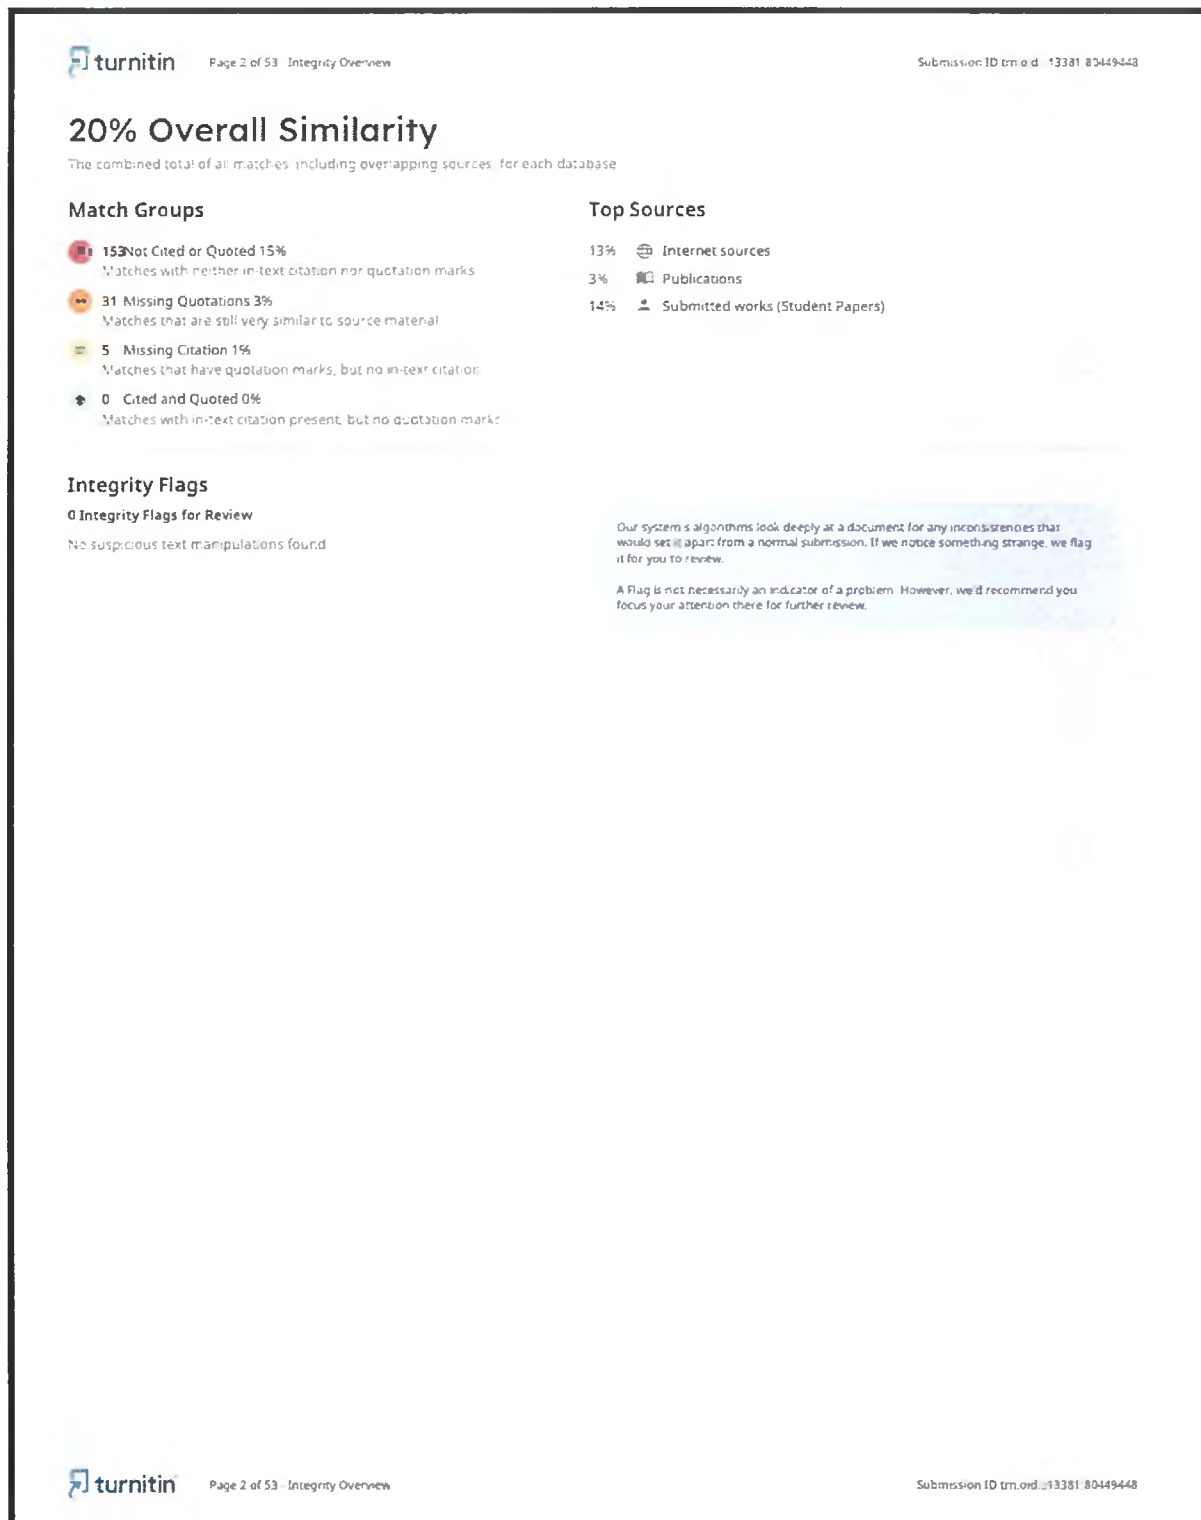 turnitin Page 2 of 53 Integrity Overview Submission ID trn:oid 13381 80449448
20% Overall Similarity
The combined total of all matches, including overlapping sources, for each database
Match Groups
153 Not Cited or Quoted 15%
Matches with neither in-text citation nor quotation marks
31 Missing Quotations 3%
Matches that are still very similar to source material
5 Missing Citation 1%
Matches that have quotation marks, but no in-text citation
0 Cited and Quoted 0%
Matches with in-text citation present, but no quotation marks
Top Sources
13% Internet sources
3% Publications
14% Submitted works (Student Papers)
Integrity Flags
0 Integrity Flags for Review
No suspicious text manipulations found
Our system's algorithms look deeply at a document for any inconsistencies that
would set it apart from a normal submission. If we notice something strange, we flag
it for you to review.
A Flag is not necessarily an indicator of a problem. However, we'd recommend you
focus your attention there for further review.
turnitin Page 2 of 53 - Integrity Overview Submission ID trn:oid:::13381:80449448